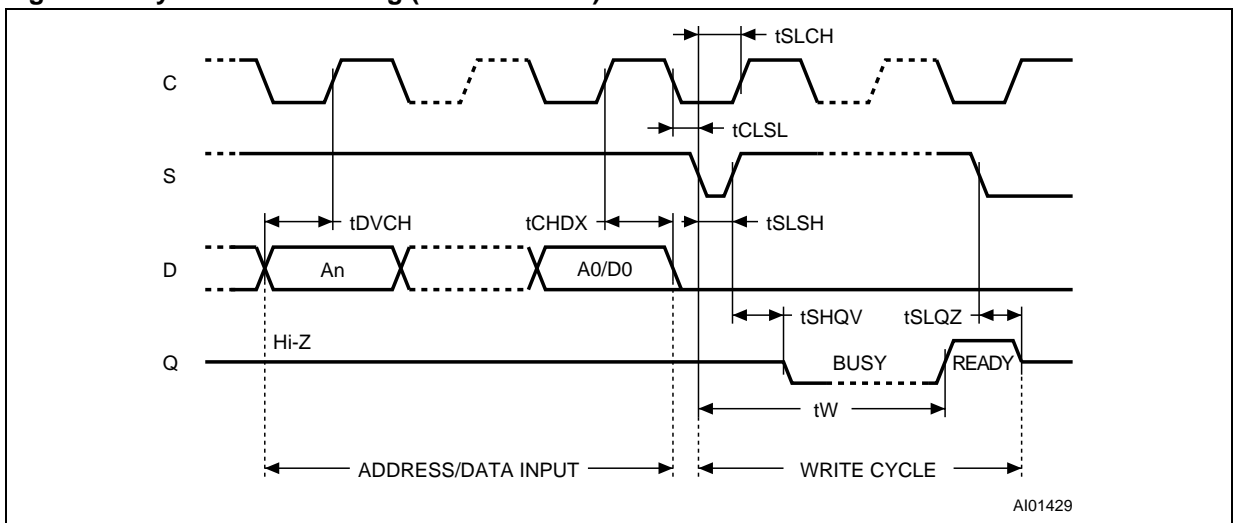 tSLCH
C
tCLSL
S
tDVCH tCHDX tSLSH
D An A0/D0
tSHQV tSLQZ
Hi-Z
Q BUSY READY
tW
ADDRESS/DATA INPUT WRITE CYCLE
AI01429